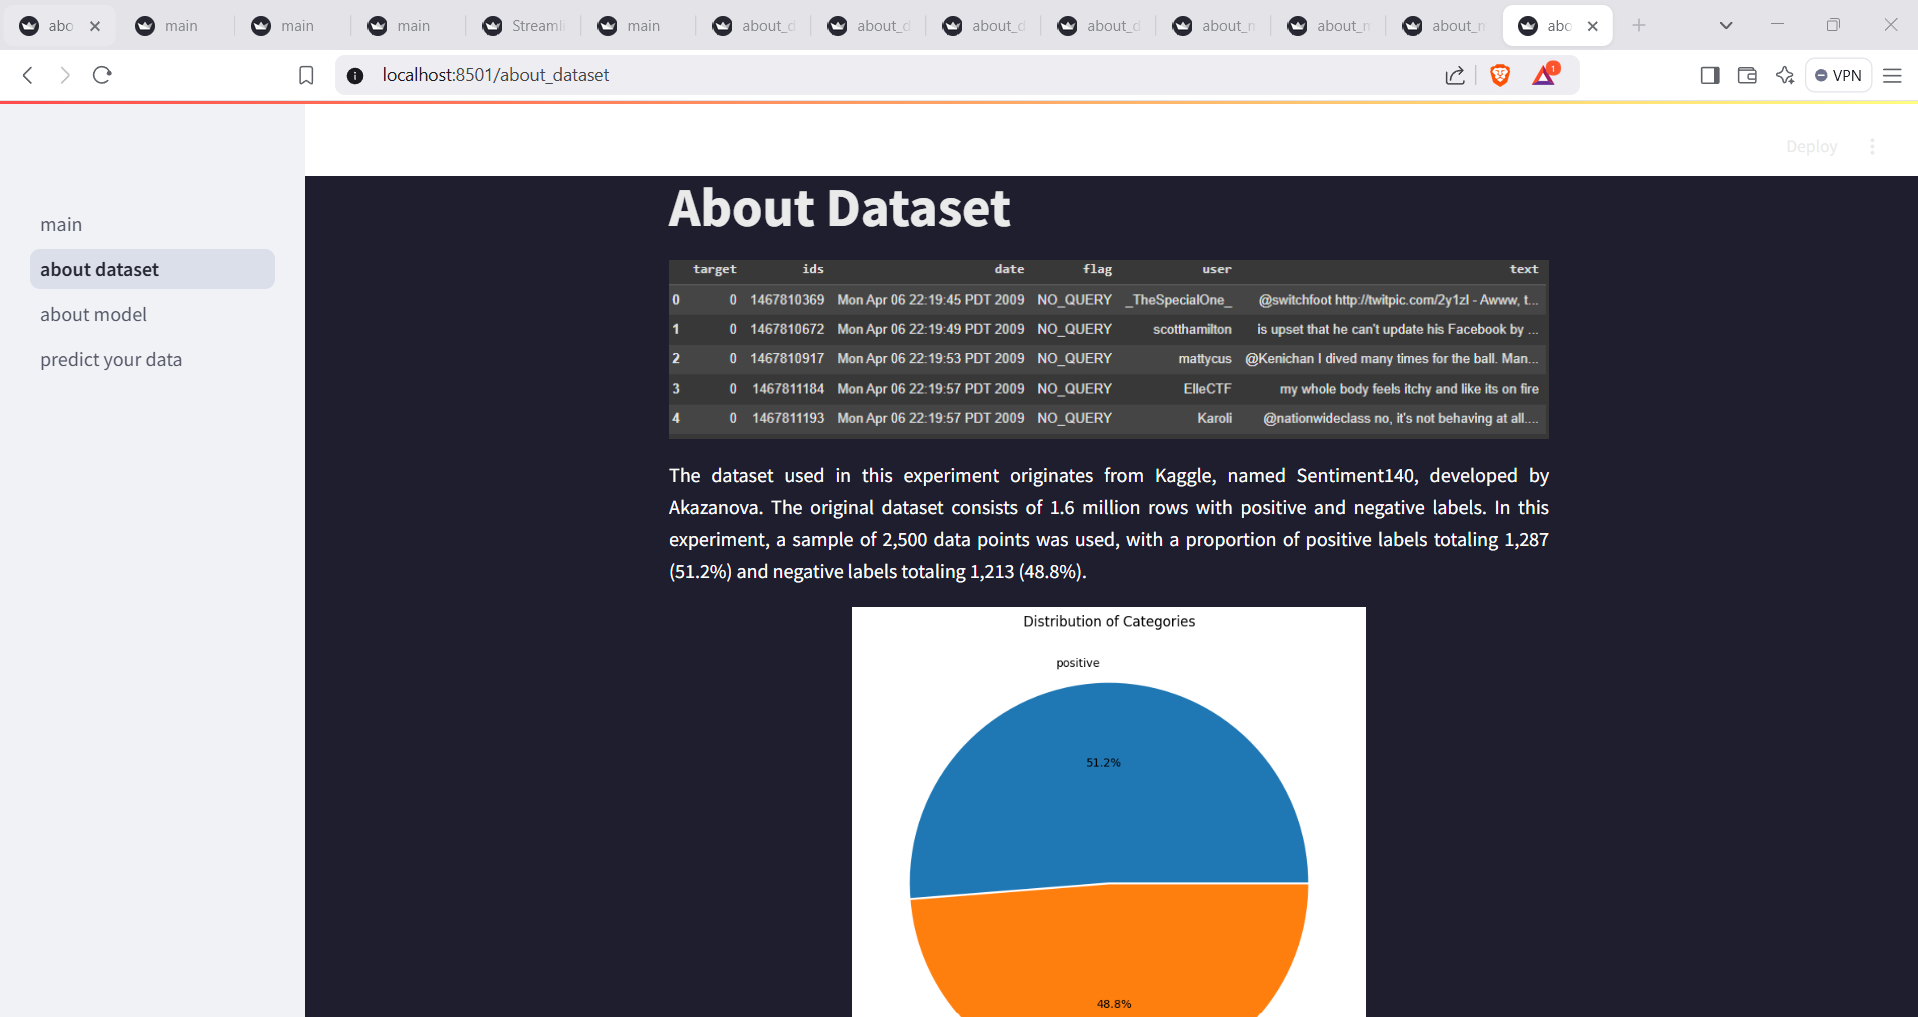 abo
main
main
main
Streamli
main
about_d
about_d
about_d
about_d
about_n
about_n
about_n
abo
localhost:8501/about_dataset
1
VPN
Deploy
main
about dataset
about model
predict your data
About Dataset
target ids date flag user text
0 0 1467810369 Mon Apr 06 22:19:45 PDT 2009 NO_QUERY _TheSpecialOne_ @switchfoot http://twitpic.com/2y1zl - Awww, t...
1 0 1467810672 Mon Apr 06 22:19:49 PDT 2009 NO_QUERY scotthamilton is upset that he can't update his Facebook by ...
2 0 1467810917 Mon Apr 06 22:19:53 PDT 2009 NO_QUERY mattycus @Kenichan I dived many times for the ball. Man...
3 0 1467811184 Mon Apr 06 22:19:57 PDT 2009 NO_QUERY ElleCTF my whole body feels itchy and like its on fire
4 0 1467811193 Mon Apr 06 22:19:57 PDT 2009 NO_QUERY Karoli @nationwideclass no, it's not behaving at all....
The dataset used in this experiment originates from Kaggle, named Sentiment140, developed by
Akazanova. The original dataset consists of 1.6 million rows with positive and negative labels. In this
experiment, a sample of 2,500 data points was used, with a proportion of positive labels totaling 1,287
(51.2%) and negative labels totaling 1,213 (48.8%).
Distribution of Categories
positive
51.2%
48.8%